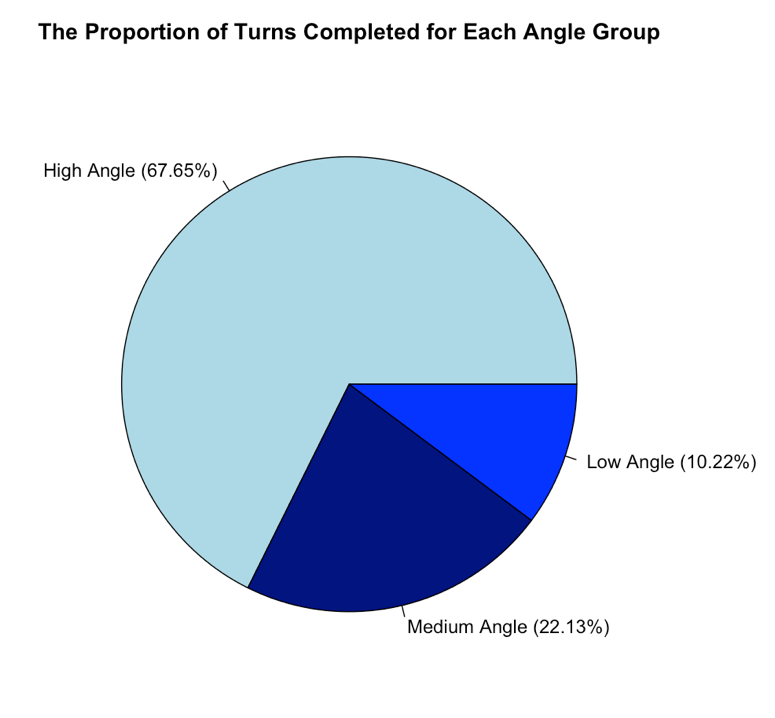 The Proportion of Turns Completed for Each Angle Group
High Angle (67.65%)
Low Angle (10.22%)
Medium Angle (22.13%)